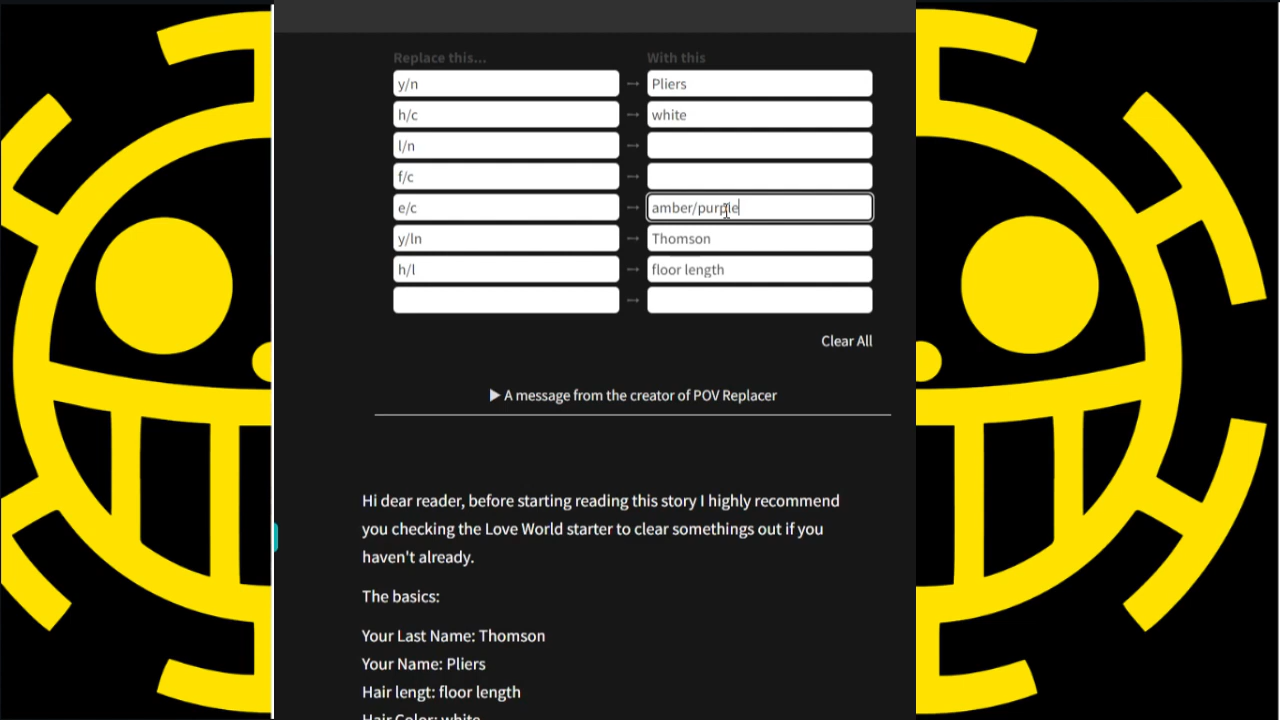 Replace this... With this
y/n → Pliers
h/c → white
l/n →
f/c →
e/c → amber/purple
y/ln → Thomson
h/l → floor length
→
Clear All
▶ A message from the creator of POV Replacer
Hi dear reader, before starting reading this story I highly recommend
you checking the Love World starter to clear somethings out if you
haven't already.
The basics:
Your Last Name: Thomson
Your Name: Pliers
Hair lengt: floor length
Hair Color: white